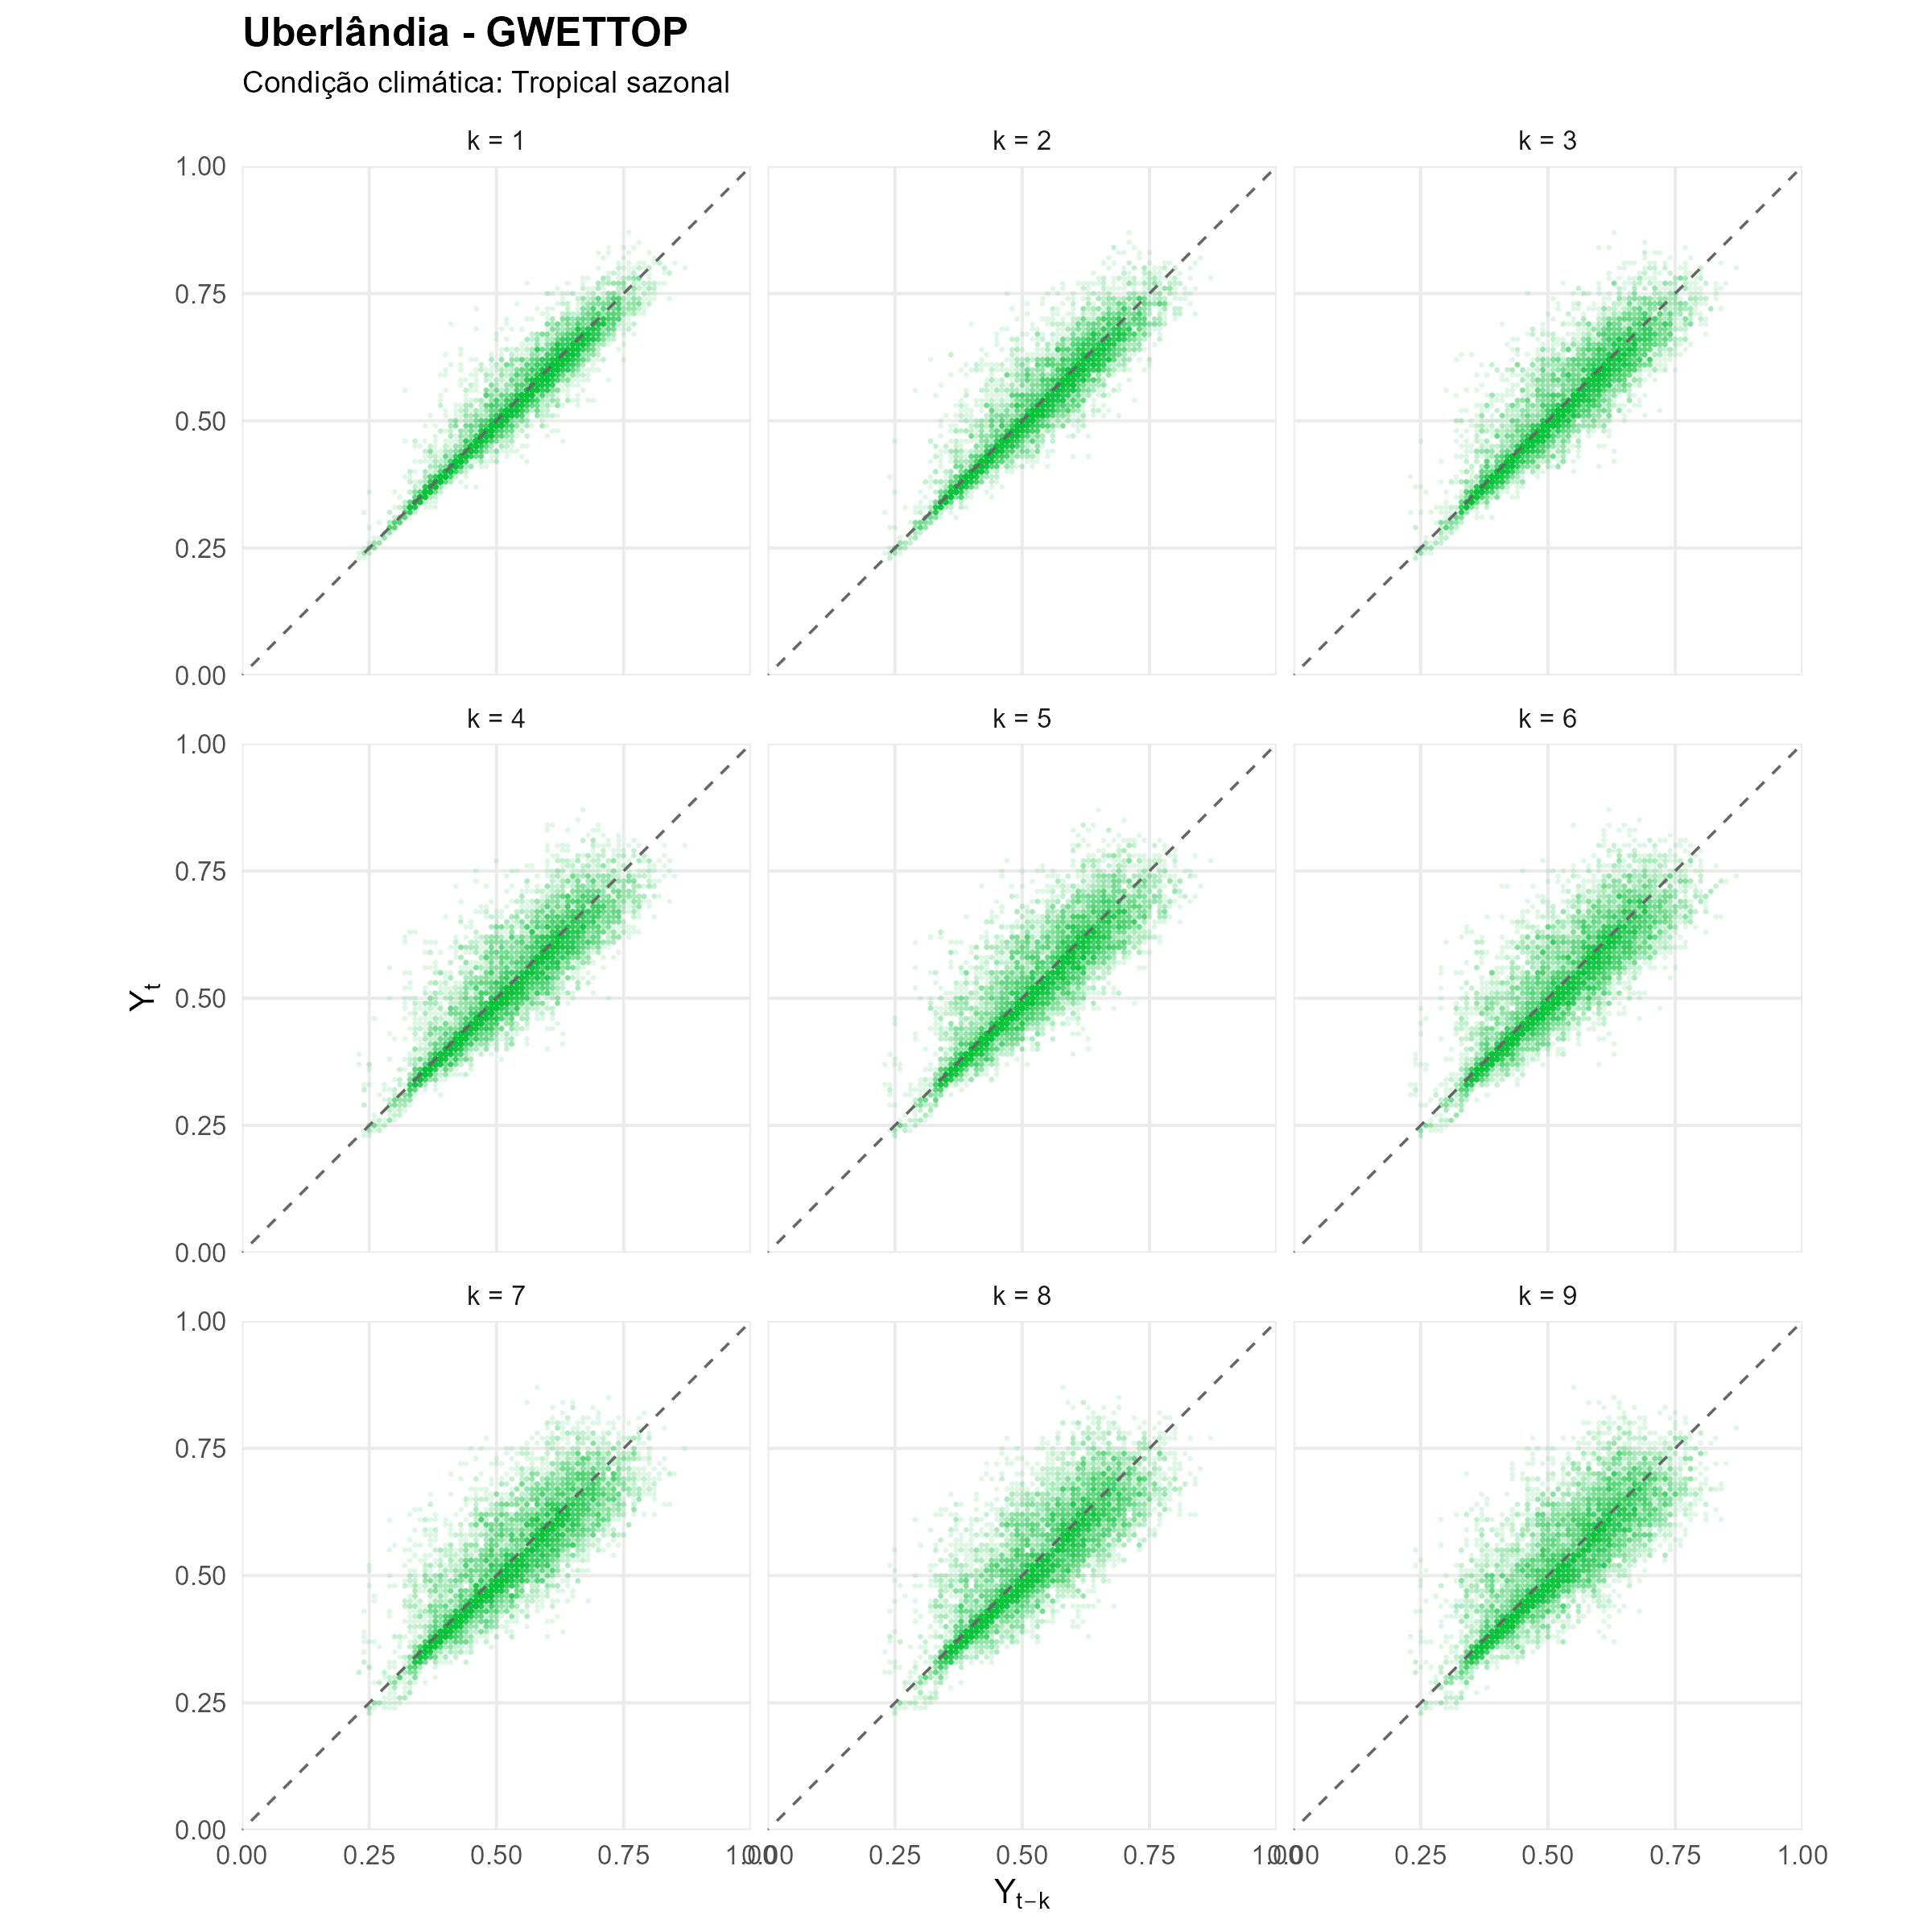 Uberlândia - GWETTOP
Condição climática: Tropical sazonal
k = 1 k = 2 k = 3
1.00
0.75
0.50
0.25
0.00
k = 4 k = 5 k = 6
1.00
0.75
0.50
0.25
0.00
k = 7 k = 8 k = 9
1.00
0.75
0.50
0.25
0.00
0.00 0.25 0.50 0.75 1.00 0.00 0.25 0.50 0.75 1.00 0.00 0.25 0.50 0.75 1.00
Yt−k
Yt